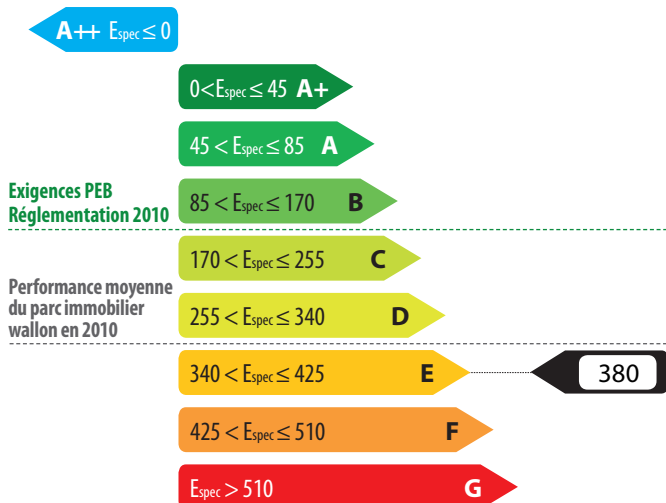 A++ Espec ≤ 0
0<Espec ≤ 45 A+
45 < Espec ≤ 85 A
Exigences PEB
Réglementation 2010
85 < Espec ≤ 170 B
170 < Espec ≤ 255 C
Performance moyenne
du parc immobilier
wallon en 2010
255 < Espec ≤ 340 D
340 < Espec ≤ 425 E
380
425 < Espec ≤ 510 F
Espec > 510 G